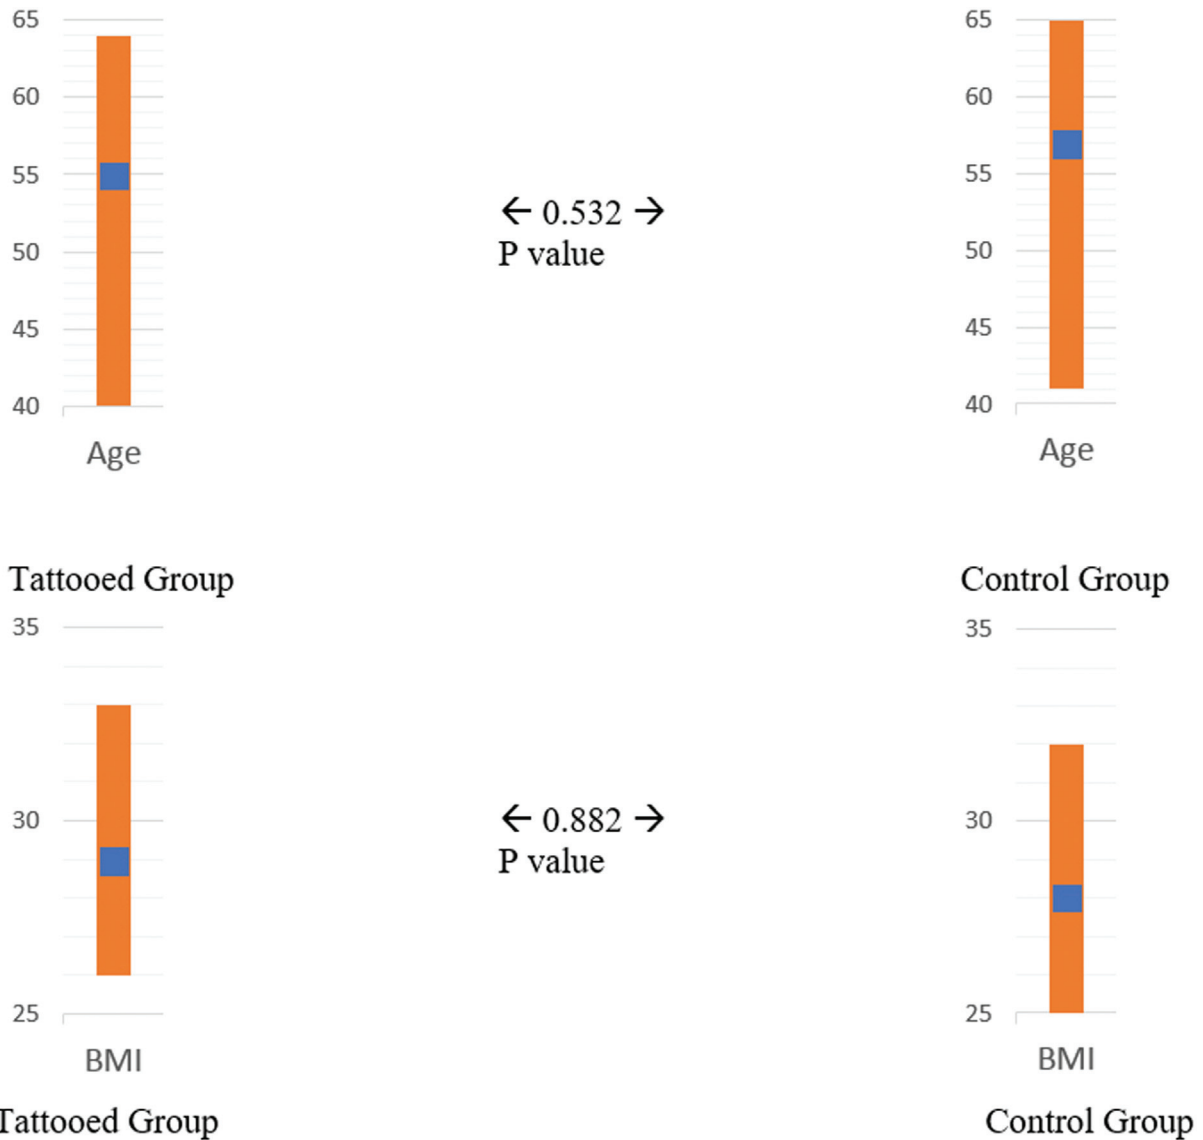 65
60
55
50
45
40
Age
← 0.532 →
P value
65
60
55
50
45
40
Age
Tattooed Group
Control Group
35
30
25
BMI
← 0.882 →
P value
35
30
25
BMI
Tattooed Group
Control Group